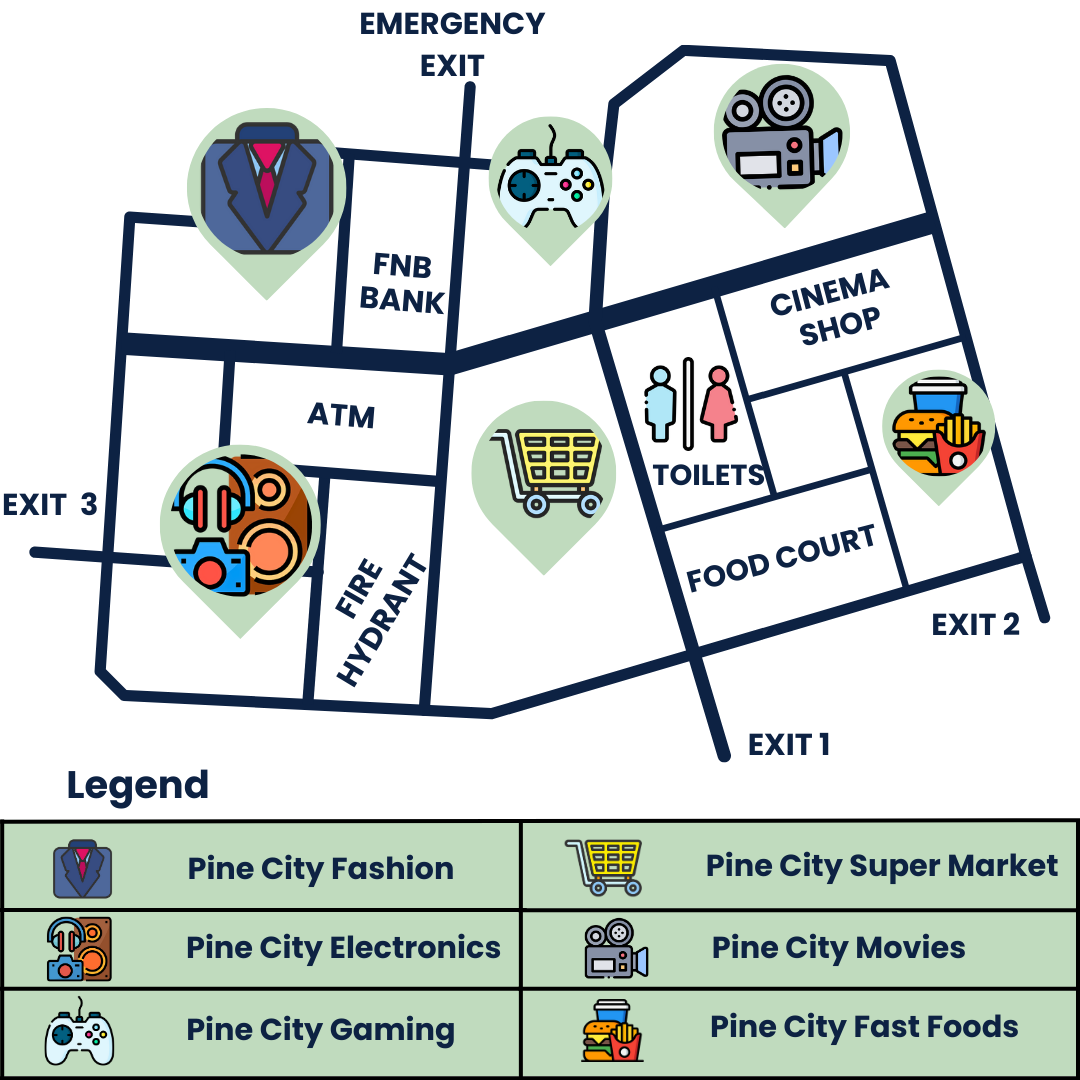 EMERGENCY
EXIT
FNB
BANK
CINEMA
SHOP
ATM
TOILETS
EXIT 3
FOOD COURT
FIRE
HYDRANT
EXIT 2
EXIT 1
Legend
Pine City Fashion
Pine City Super Market
Pine City Electronics
Pine City Movies
Pine City Gaming
Pine City Fast Foods